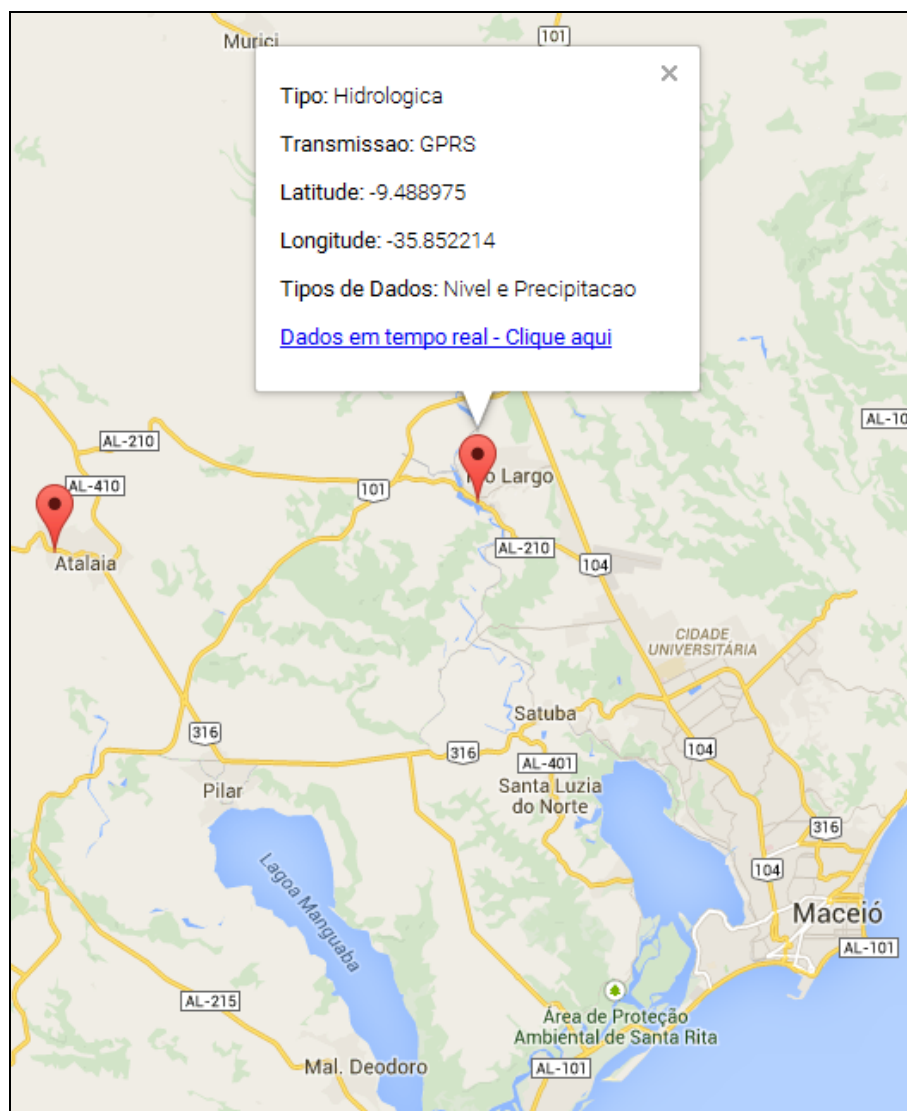 Murici
101
×
Tipo: Hidrologica
Transmissao: GPRS
Latitude: -9.488975
Longitude: -35.852214
Tipos de Dados: Nivel e Precipitacao
Dados em tempo real - Clique aqui
AL-10
AL-210
AL-410
101
Largo
Atalaia
AL-210
104
CIDADE
UNIVERSITÁRIA
Satuba
316
316
104
AL-401
Pilar
Santa Luzia
do Norte
316
104
Lagoa Manguaba
Maceió
AL-101
AL-215
Área de Proteção
Ambiental de Santa Rita
Mal. Deodoro
AL-101